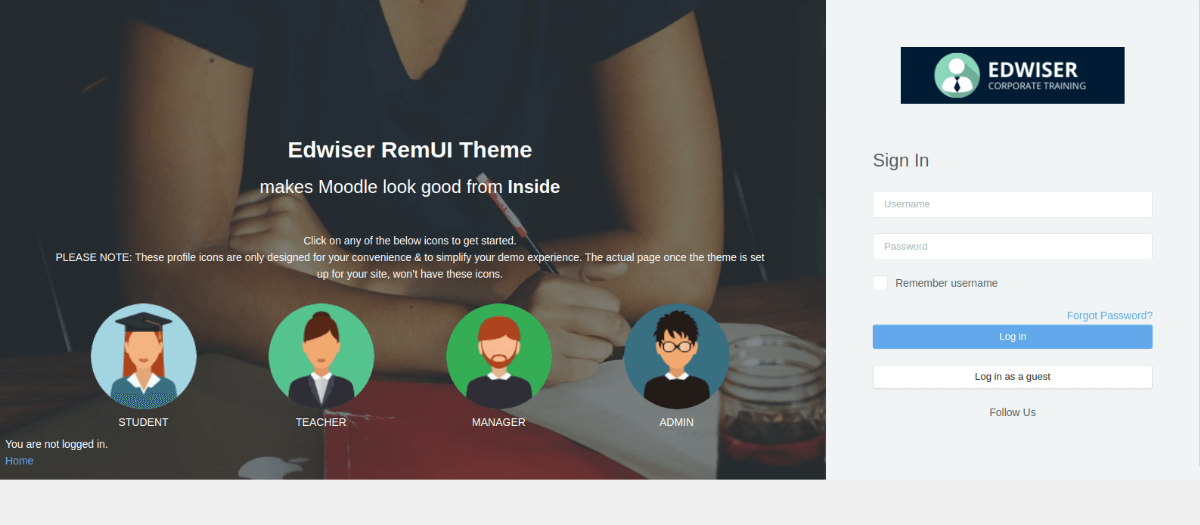 Edwiser RemUI Theme
makes Moodle look good from Inside
Click on any of the below icons to get started.
PLEASE NOTE: These profile icons are only designed for your convenience & to simplify your demo experience. The actual page once the theme is set
up for your site, won't have these icons.
STUDENT
TEACHER
MANAGER
ADMIN
You are not logged in.
Home
EDWISER
CORPORATE TRAINING
Sign In
Username
Password
Remember username
Forgot Password?
Log in
Log in as a guest
Follow Us